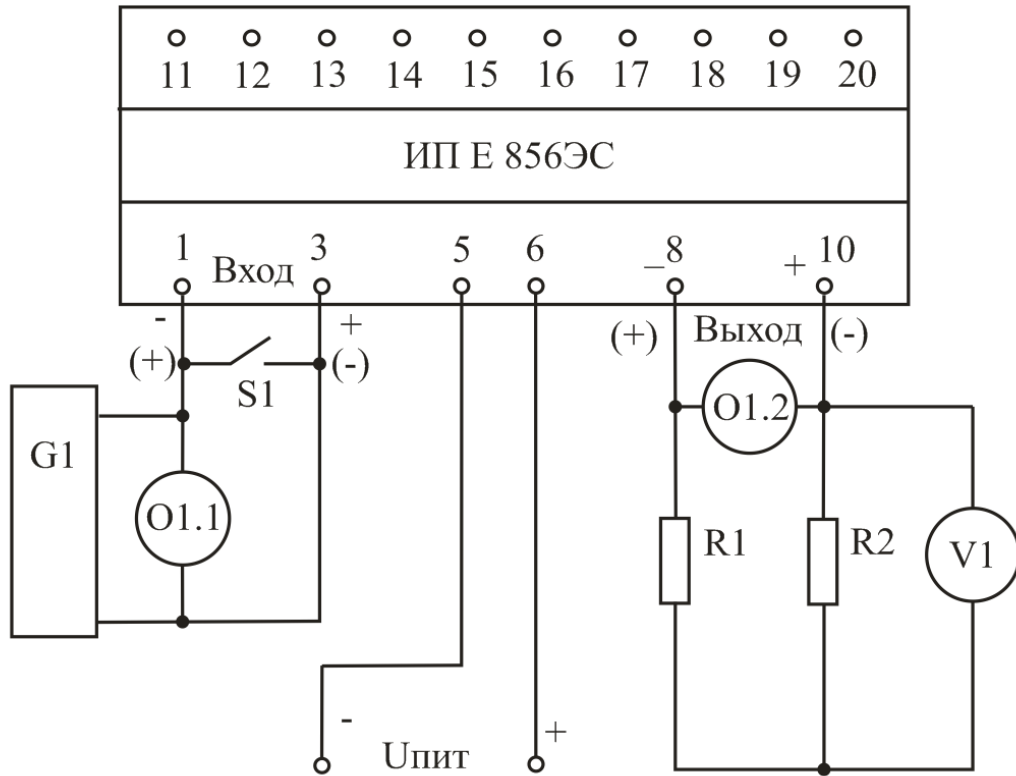 11 12 13 14 15 16 17 18 19 20
ИП Е 856ЭС
1 Вход 3 5 6 8 10
– +
- + Выход
(+) (-) (+) (-)
S1 O1.2
G1
O1.1 R1 R2 V1
- Uпит +